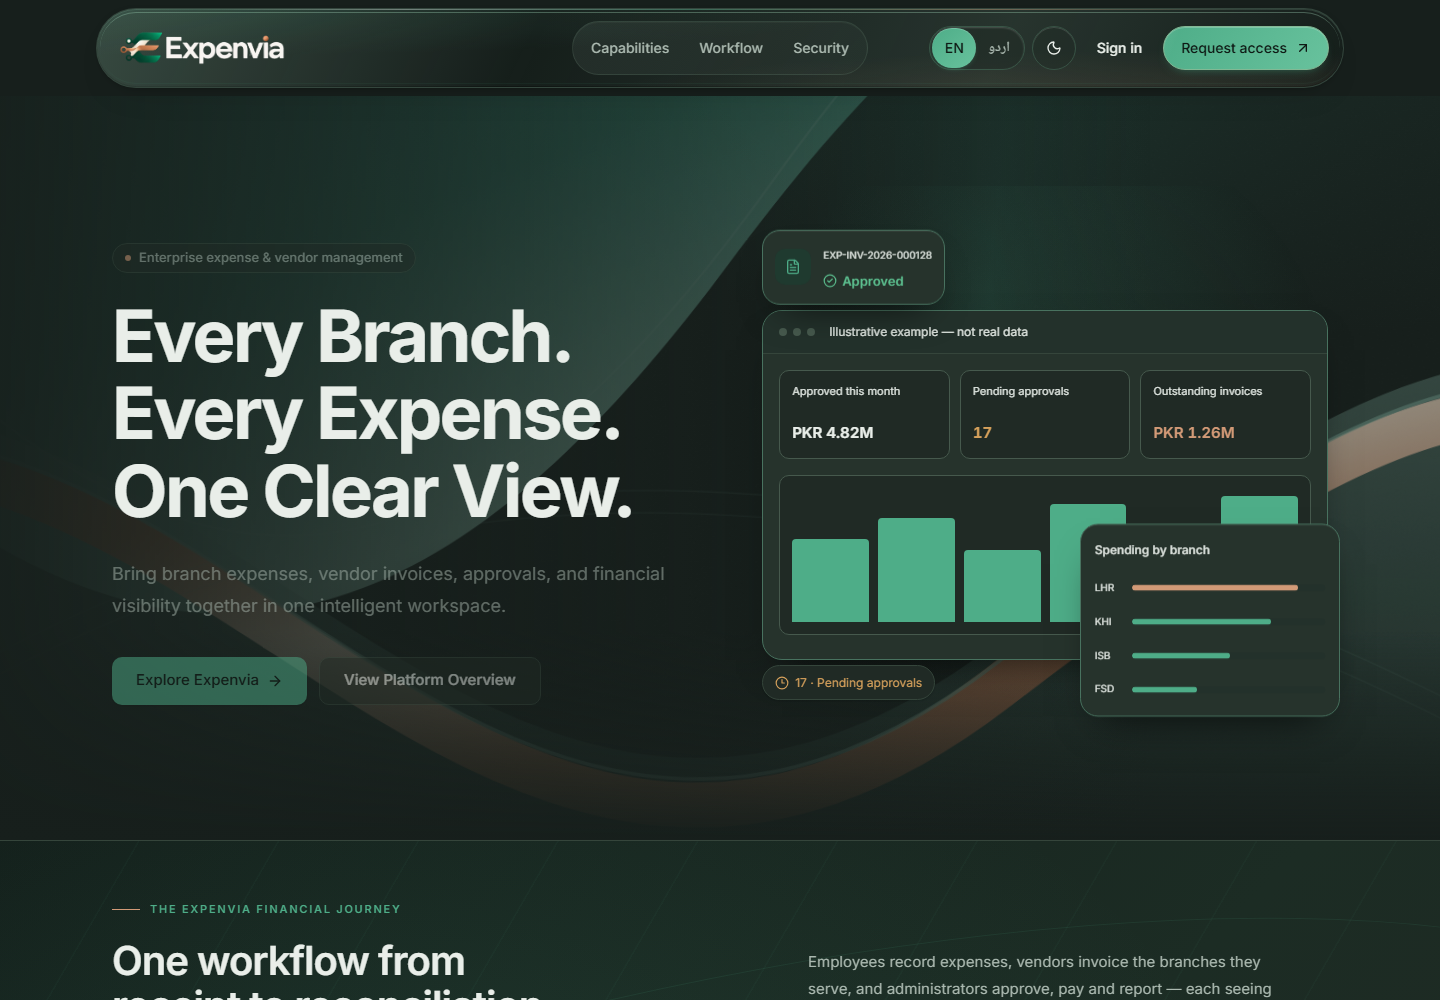 Expenvia
Capabilities
Workflow
Security
EN
اردو
Sign in
Request access
Enterprise expense & vendor management
Every Branch.
Every Expense.
One Clear View.
Bring branch expenses, vendor invoices, approvals, and financial
visibility together in one intelligent workspace.
Explore Expenvia
View Platform Overview
EXP-INV-2026-000128
Approved
Illustrative example — not real data
Approved this month
PKR 4.82M
Pending approvals
17
Outstanding invoices
PKR 1.26M
Spending by branch
LHR
KHI
ISB
FSD
17 · Pending approvals
THE EXPENVIA FINANCIAL JOURNEY
One workflow from
receipt to reconciliation
Employees record expenses, vendors invoice the branches they
serve, and administrators approve, pay and report — each seeing